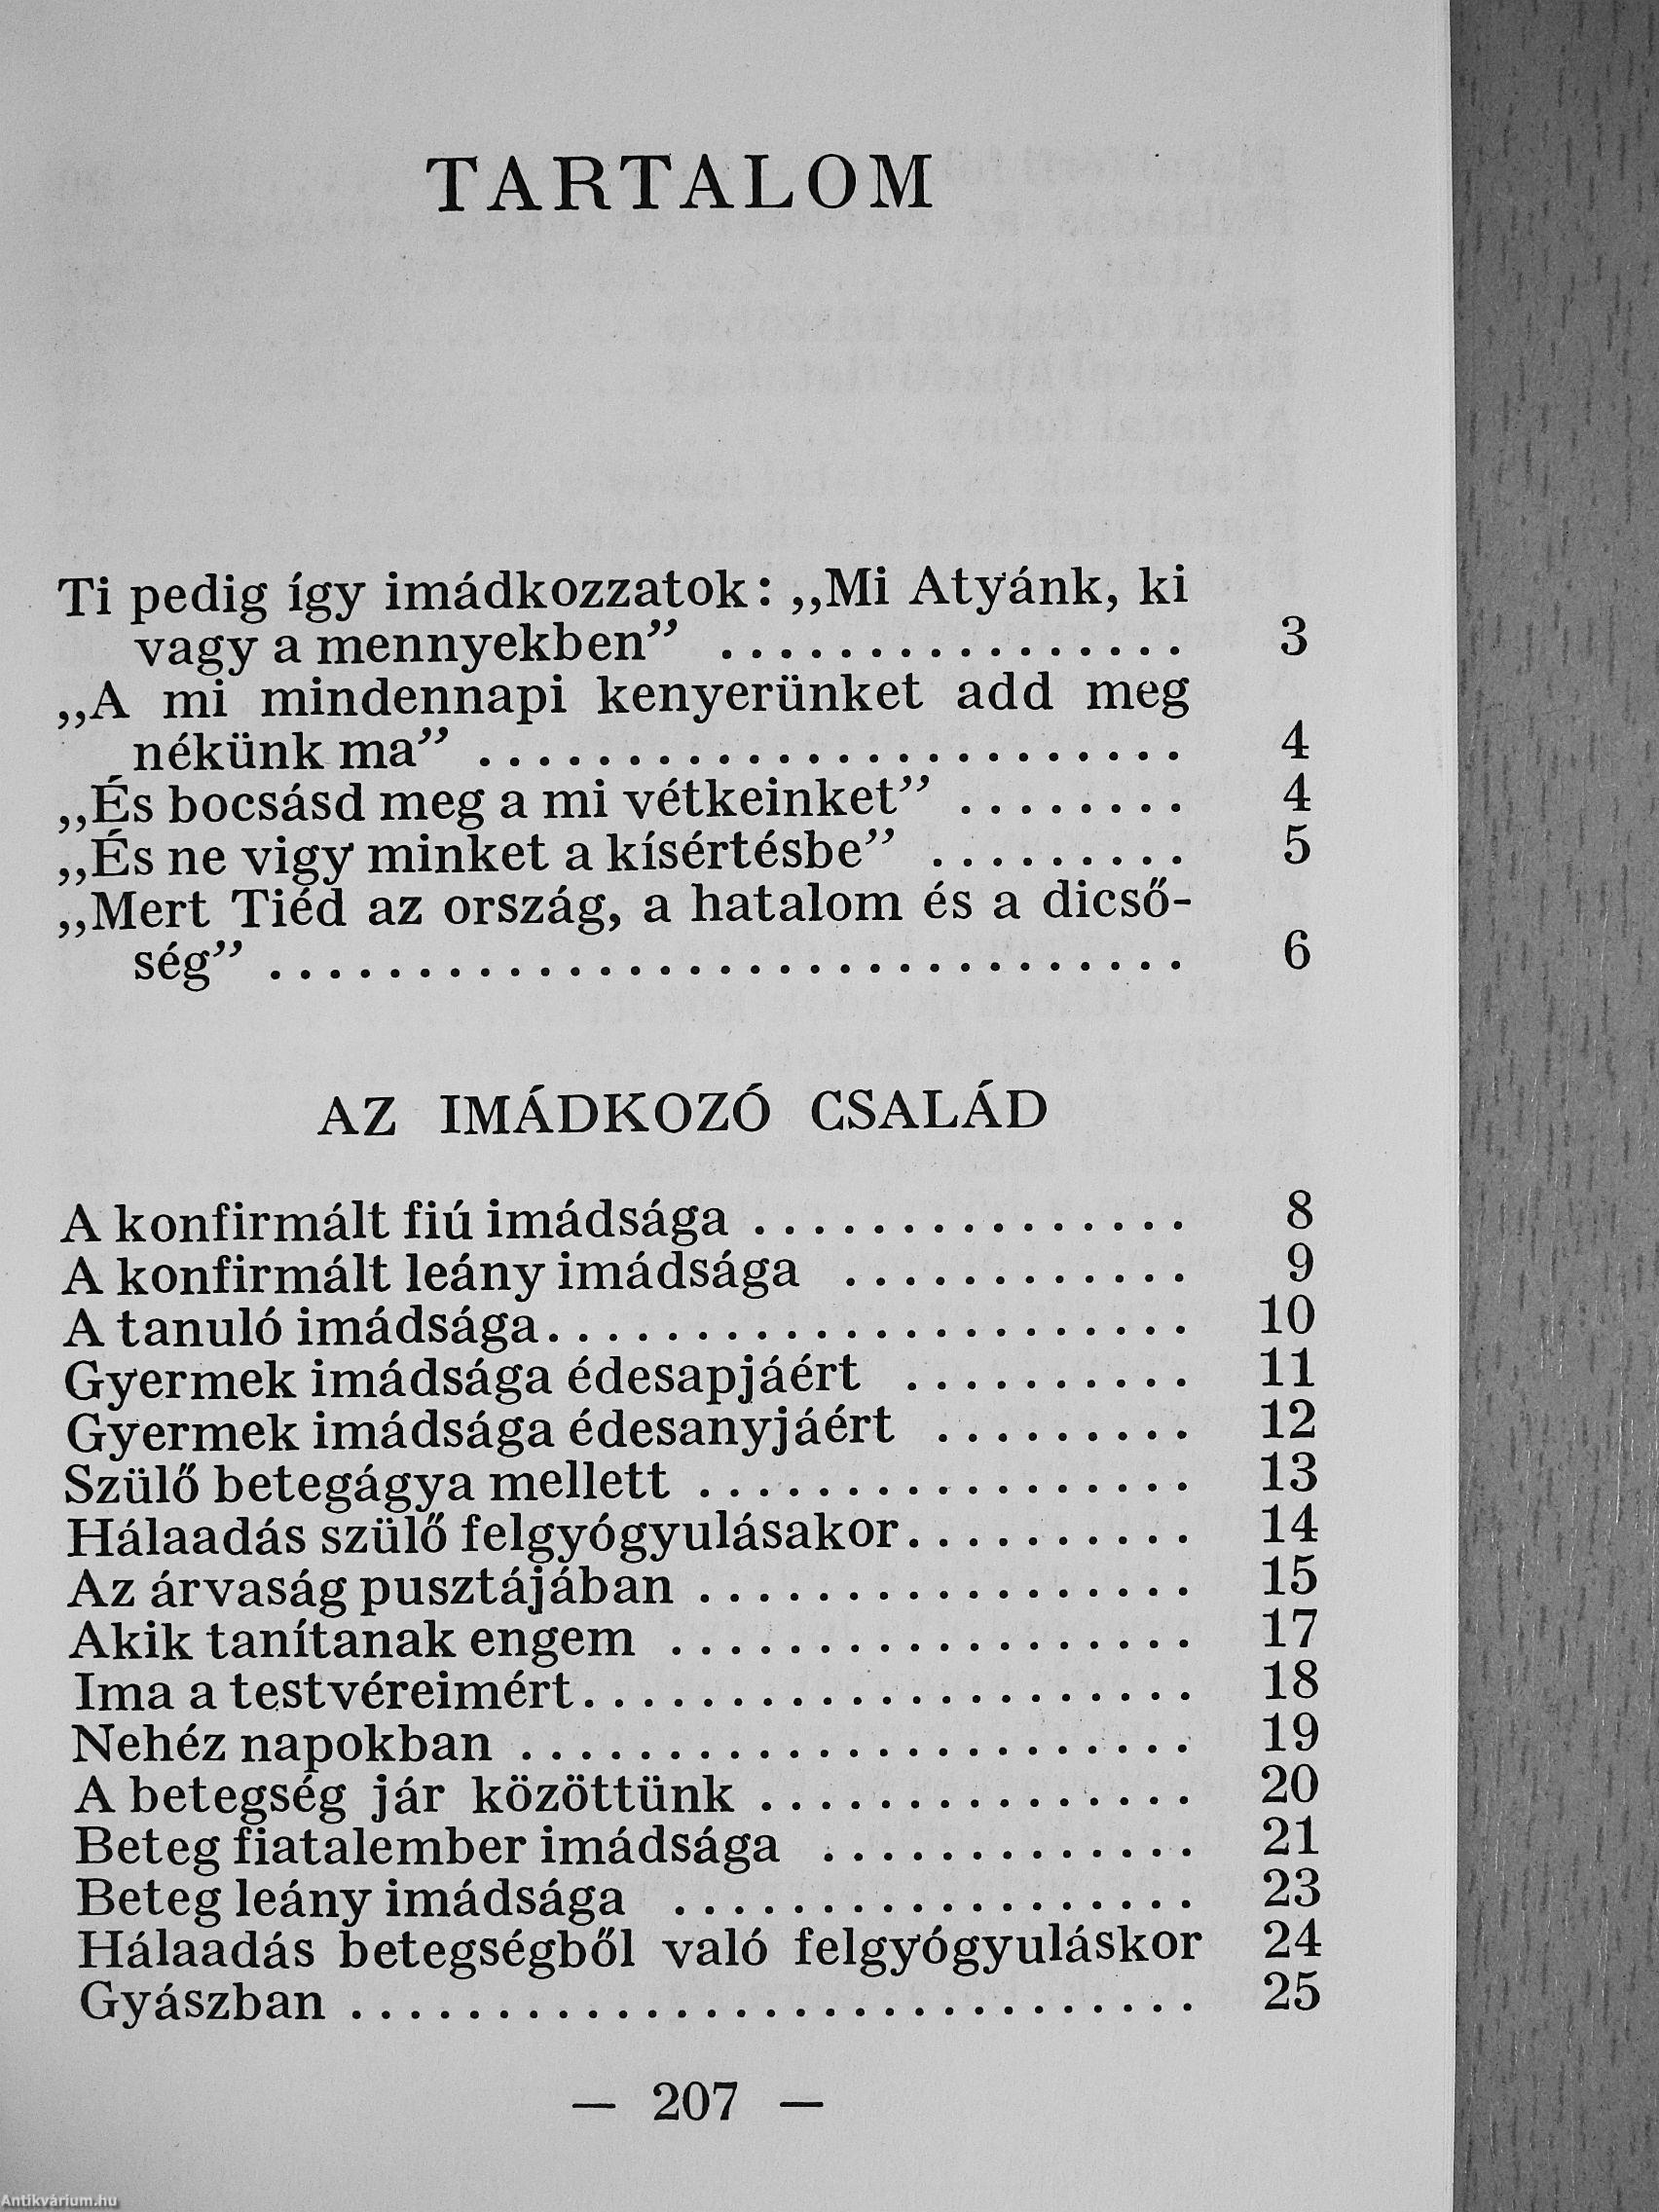 TARTALOM
Ti pedig így imádkozzatok: „Mi Atyánk, ki
vagy a mennyekben” ................ 3
„A mi mindennapi kenyerünket add meg
nékünk ma” ........................ 4
„És bocsásd meg a mi vétkeinket” ........ 4
„És ne vigy minket a kísértésbe” ......... 5
„Mert Tiéd az ország, a hatalom és a dicső-
ség” ............................... 6
AZ IMÁDKOZÓ CSALÁD
A konfirmált fiú imádsága ............... 8
A konfirmált leány imádsága ............ 9
A tanuló imádsága...................... 10
Gyermek imádsága édesapjáért .......... 11
Gyermek imádsága édesanyjáért ......... 12
Szülő betegágya mellett ................. 13
Hálaadás szülő felgyógyulásakor.......... 14
Az árvaság pusztájában ................. 15
Akik tanítanak engem .................. 17
Ima a testvéreimért..................... 18
Nehéz napokban ....................... 19
A betegség jár közöttünk ............... 20
Beteg fiatalember imádsága ............. 21
Beteg leány imádsága .................. 23
Hálaadás betegségből való felgyógyuláskor 24
Gyászban ............................. 25
— 207 —
Antikvárium.hu